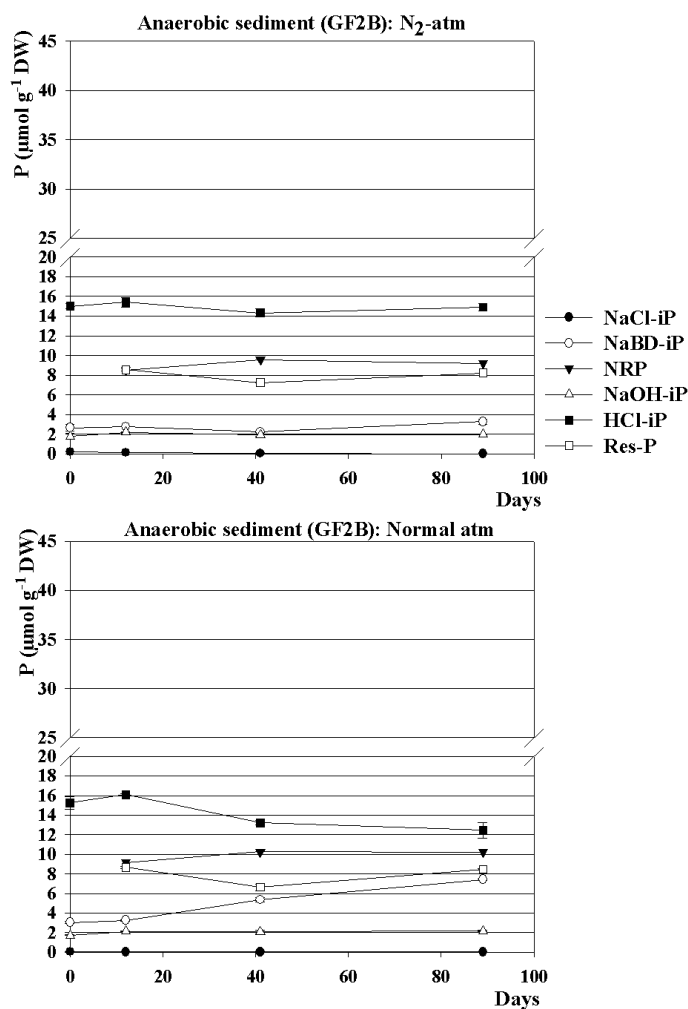 Anaerobic sediment (GF2B): N2-atm
P (µmol g-1 DW)
45
40
35
30
25
20
18
16
14
12
10
8
6
4
2
0
0 20 40 60 80 100
Days
NaCl-iP
NaBD-iP
NRP
NaOH-iP
HCl-iP
Res-P
Anaerobic sediment (GF2B): Normal atm
P (µmol g-1 DW)
45
40
35
30
25
20
18
16
14
12
10
8
6
4
2
0
0 20 40 60 80 100
Days